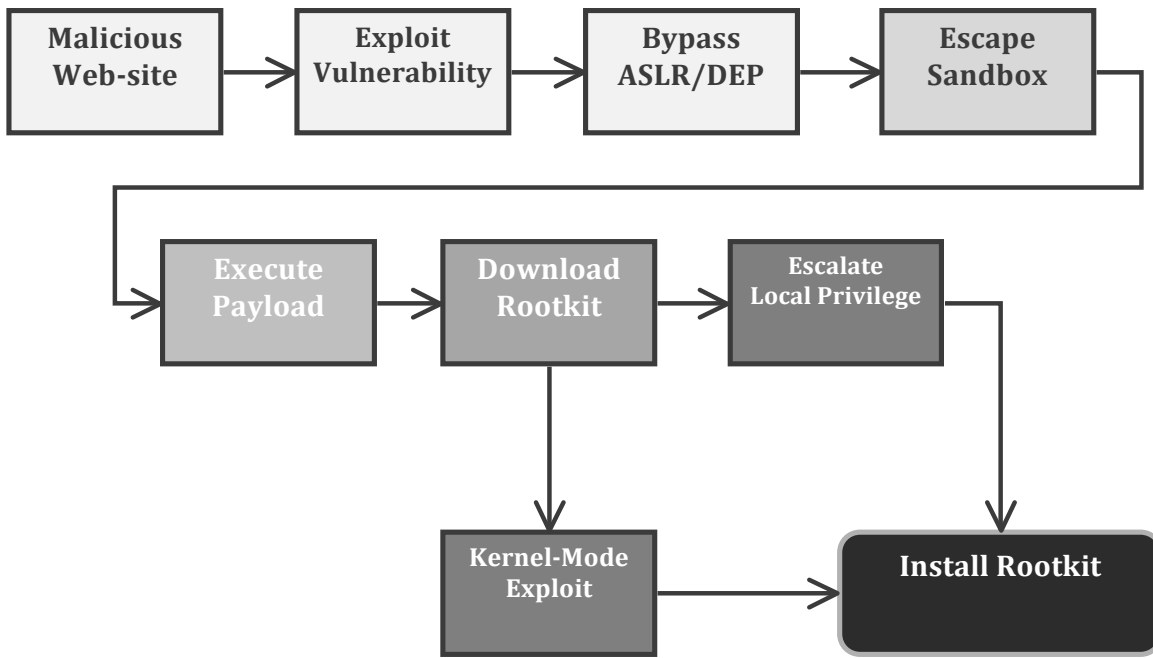 Malicious
Web-site
Exploit
Vulnerability
Bypass
ASLR/DEP
Escape
Sandbox
Execute
Payload
Download
Rootkit
Escalate
Local Privilege
Kernel-Mode
Exploit
Install Rootkit